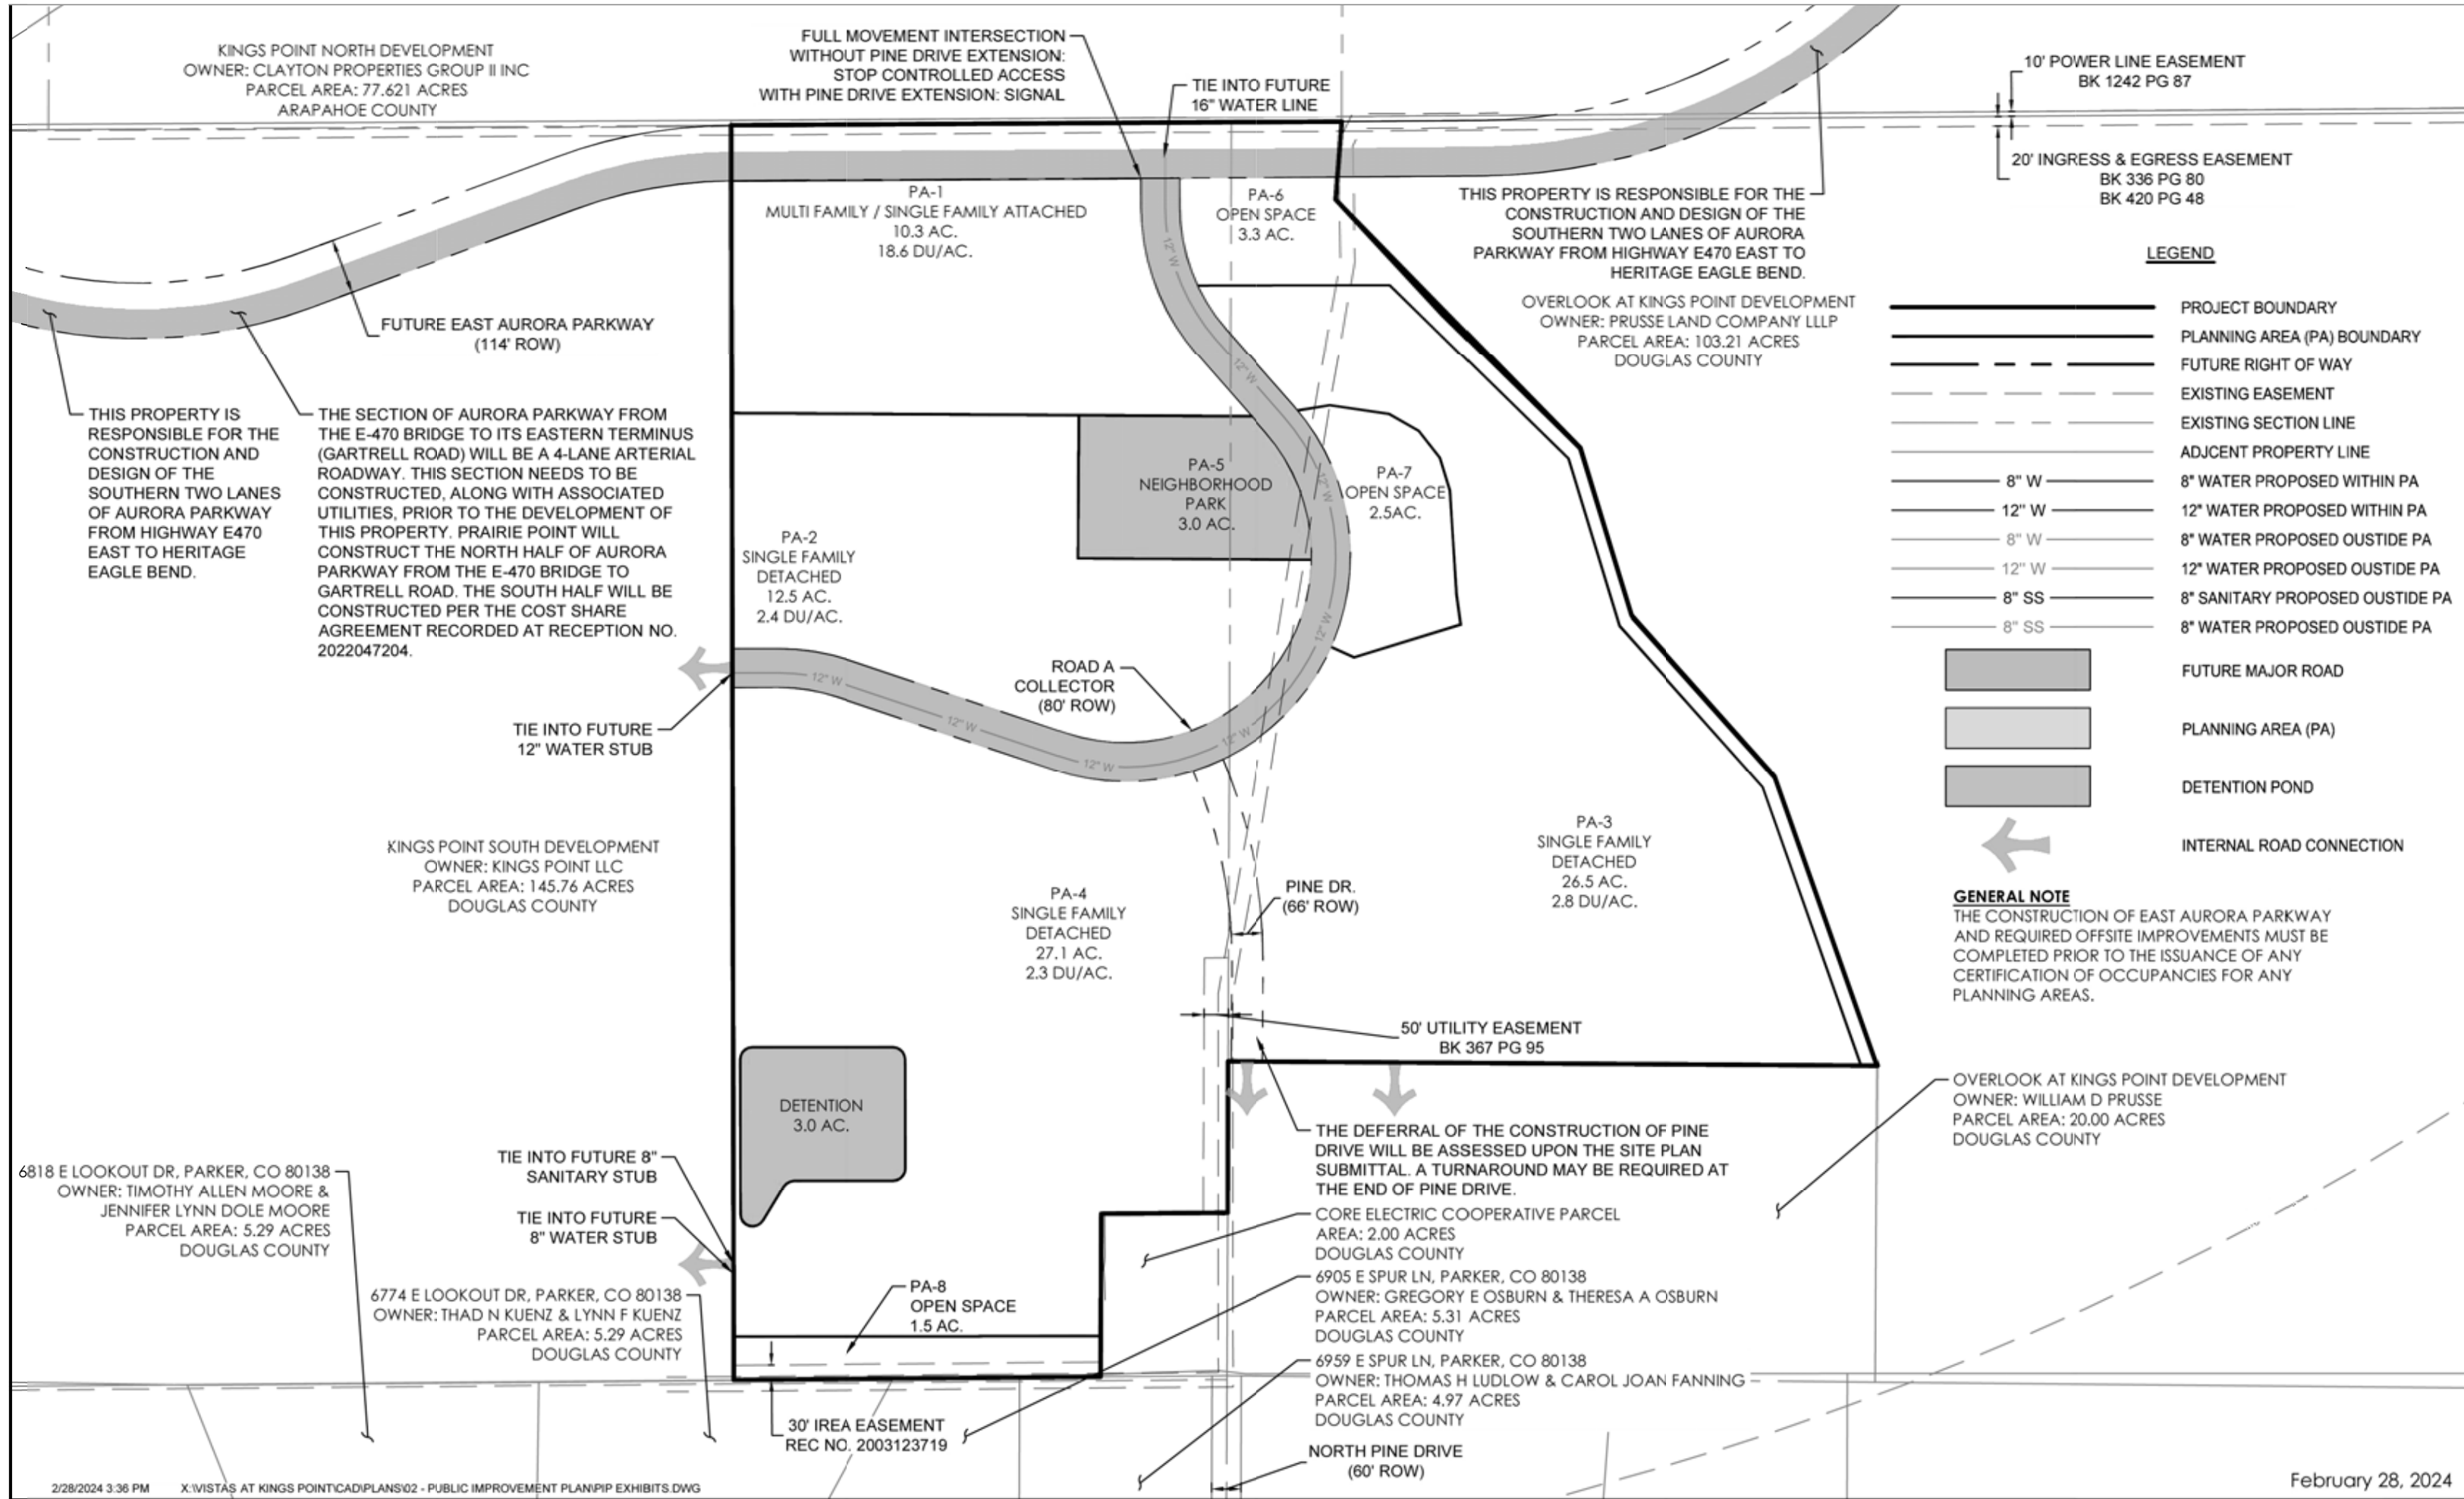 KINGS POINT NORTH DEVELOPMENT
OWNER: CLAYTON PROPERTIES GROUP II INC
PARCEL AREA: 77.621 ACRES
ARAPAHOE COUNTY
FULL MOVEMENT INTERSECTION
WITHOUT PINE DRIVE EXTENSION:
STOP CONTROLLED ACCESS
WITH PINE DRIVE EXTENSION: SIGNAL
TIE INTO FUTURE
16" WATER LINE
10' POWER LINE EASEMENT
BK 1242 PG 87
20' INGRESS & EGRESS EASEMENT
BK 336 PG 80
BK 420 PG 48
PA-1
MULTI FAMILY / SINGLE FAMILY ATTACHED
10.3 AC.
18.6 DU/AC.
PA-6
OPEN SPACE
3.3 AC.
THIS PROPERTY IS RESPONSIBLE FOR THE
CONSTRUCTION AND DESIGN OF THE
SOUTHERN TWO LANES OF AURORA
PARKWAY FROM HIGHWAY E470 EAST TO
HERITAGE EAGLE BEND.
OVERLOOK AT KINGS POINT DEVELOPMENT
OWNER: PRUSSE LAND COMPANY LLLP
PARCEL AREA: 103.21 ACRES
DOUGLAS COUNTY
FUTURE EAST AURORA PARKWAY
(114' ROW)
THIS PROPERTY IS
RESPONSIBLE FOR THE
CONSTRUCTION AND
DESIGN OF THE
SOUTHERN TWO LANES
OF AURORA PARKWAY
FROM HIGHWAY E470
EAST TO HERITAGE
EAGLE BEND.
THE SECTION OF AURORA PARKWAY FROM
THE E-470 BRIDGE TO ITS EASTERN TERMINUS
(GARTRELL ROAD) WILL BE A 4-LANE ARTERIAL
ROADWAY. THIS SECTION NEEDS TO BE
CONSTRUCTED, ALONG WITH ASSOCIATED
UTILITIES, PRIOR TO THE DEVELOPMENT OF
THIS PROPERTY. PRAIRIE POINT WILL
CONSTRUCT THE NORTH HALF OF AURORA
PARKWAY FROM THE E-470 BRIDGE TO
GARTRELL ROAD. THE SOUTH HALF WILL BE
CONSTRUCTED PER THE COST SHARE
AGREEMENT RECORDED AT RECEPTION NO.
2022047204.
12" W
12" W
12" W
12" W
12" W
12" W
12" W
12" W
PA-5
NEIGHBORHOOD
PARK
3.0 AC.
PA-7
OPEN SPACE
2.5AC.
PA-2
SINGLE FAMILY
DETACHED
12.5 AC.
2.4 DU/AC.
ROAD A
COLLECTOR
(80' ROW)
TIE INTO FUTURE
12" WATER STUB
KINGS POINT SOUTH DEVELOPMENT
OWNER: KINGS POINT LLC
PARCEL AREA: 145.76 ACRES
DOUGLAS COUNTY
PA-4
SINGLE FAMILY
DETACHED
27.1 AC.
2.3 DU/AC.
PINE DR.
(66' ROW)
PA-3
SINGLE FAMILY
DETACHED
26.5 AC.
2.8 DU/AC.
50' UTILITY EASEMENT
BK 367 PG 95
DETENTION
3.0 AC.
LEGEND
PROJECT BOUNDARY
PLANNING AREA (PA) BOUNDARY
FUTURE RIGHT OF WAY
EXISTING EASEMENT
EXISTING SECTION LINE
ADJCENT PROPERTY LINE
8" W 8" WATER PROPOSED WITHIN PA
12" W 12" WATER PROPOSED WITHIN PA
8" W 8" WATER PROPOSED OUSTIDE PA
12" W 12" WATER PROPOSED OUSTIDE PA
8" SS 8" SANITARY PROPOSED OUSTIDE PA
8" SS 8" WATER PROPOSED OUSTIDE PA
FUTURE MAJOR ROAD
PLANNING AREA (PA)
DETENTION POND
INTERNAL ROAD CONNECTION
GENERAL NOTE
THE CONSTRUCTION OF EAST AURORA PARKWAY
AND REQUIRED OFFSITE IMPROVEMENTS MUST BE
COMPLETED PRIOR TO THE ISSUANCE OF ANY
CERTIFICATION OF OCCUPANCIES FOR ANY
PLANNING AREAS.
OVERLOOK AT KINGS POINT DEVELOPMENT
OWNER: WILLIAM D PRUSSE
PARCEL AREA: 20.00 ACRES
DOUGLAS COUNTY
THE DEFERRAL OF THE CONSTRUCTION OF PINE
DRIVE WILL BE ASSESSED UPON THE SITE PLAN
SUBMITTAL. A TURNAROUND MAY BE REQUIRED AT
THE END OF PINE DRIVE.
CORE ELECTRIC COOPERATIVE PARCEL
AREA: 2.00 ACRES
DOUGLAS COUNTY
6905 E SPUR LN, PARKER, CO 80138
OWNER: GREGORY E OSBURN & THERESA A OSBURN
PARCEL AREA: 5.31 ACRES
DOUGLAS COUNTY
6959 E SPUR LN, PARKER, CO 80138
OWNER: THOMAS H LUDLOW & CAROL JOAN FANNING
PARCEL AREA: 4.97 ACRES
DOUGLAS COUNTY
NORTH PINE DRIVE
(60' ROW)
6818 E LOOKOUT DR, PARKER, CO 80138
OWNER: TIMOTHY ALLEN MOORE &
JENNIFER LYNN DOLE MOORE
PARCEL AREA: 5.29 ACRES
DOUGLAS COUNTY
TIE INTO FUTURE 8"
SANITARY STUB
TIE INTO FUTURE
8" WATER STUB
6774 E LOOKOUT DR, PARKER, CO 80138
OWNER: THAD N KUENZ & LYNN F KUENZ
PARCEL AREA: 5.29 ACRES
DOUGLAS COUNTY
PA-8
OPEN SPACE
1.5 AC.
30' IREA EASEMENT
REC NO. 2003123719
2/28/2024 3:36 PM X:\VISTAS AT KINGS POINT\CAD\PLANS\02 - PUBLIC IMPROVEMENT PLAN\PIP EXHIBITS.DWG
February 28, 2024